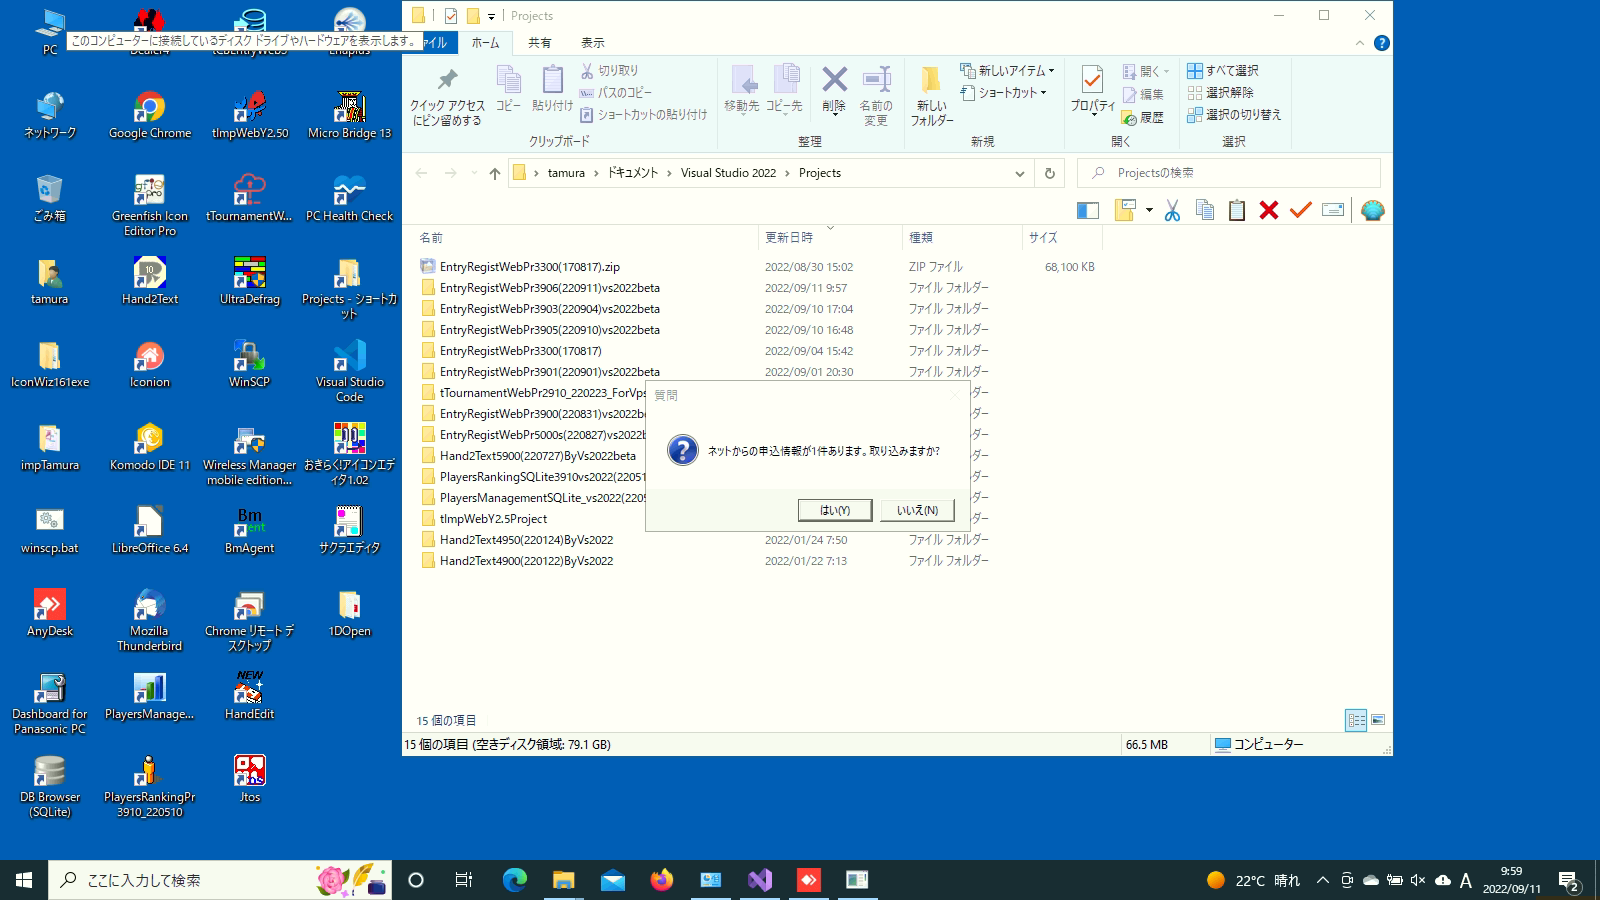 Projects
PC
このコンピューターに接続しているディスク ドライブやハードウェアを表示します。
ネットワーク
Google Chrome
tImpWebY2.50
Micro Bridge 13
ごみ箱
Greenfish Icon Editor Pro
tTournamentW...
PC Health Check
tamura
Hand2Text
UltraDefrag
Projects - ショートカット
IconWiz161exe
Iconion
WinSCP
Visual Studio Code
impTamura
Komodo IDE 11
Wireless Manager mobile edition...
おきらく!アイコンエディタ1.02
winscp.bat
LibreOffice 6.4
BmAgent
サクラエディタ
AnyDesk
Mozilla Thunderbird
Chrome リモート デスクトップ
1DOpen
Dashboard for Panasonic PC
PlayersManage...
HandEdit
DB Browser (SQLite)
PlayersRankingPr3910_220510
Jtos
ホーム
共有
表示
クイック アクセスにピン留めする
コピー
貼り付け
切り取り
パスのコピー
ショートカットの貼り付け
クリップボード
移動先
コピー先
削除
名前の変更
整理
新しいフォルダー
新しいアイテム
ショートカット
新規
プロパティ
開く
編集
履歴
開く
すべて選択
選択解除
選択の切り替え
選択
tamura › ドキュメント › Visual Studio 2022 › Projects
Projectsの検索
名前 更新日時 種類 サイズ
EntryRegistWebPr3300(170817).zip 2022/08/30 15:02 ZIP ファイル 68,100 KB
EntryRegistWebPr3906(220911)vs2022beta 2022/09/11 9:57 ファイル フォルダー
EntryRegistWebPr3903(220904)vs2022beta 2022/09/10 17:04 ファイル フォルダー
EntryRegistWebPr3905(220910)vs2022beta 2022/09/10 16:48 ファイル フォルダー
EntryRegistWebPr3300(170817) 2022/09/04 15:42 ファイル フォルダー
EntryRegistWebPr3901(220901)vs2022beta 2022/09/01 20:30 ファイル フォルダー
tTournamentWebPr2910_220223_ForVps
EntryRegistWebPr3900(220831)vs2022be
EntryRegistWebPr5000s(220827)vs2022b
Hand2Text5900(220727)ByVs2022beta
PlayersRankingSQLite3910vs2022(22051
PlayersManagementSQLite_vs2022(2205
tImpWebY2.5Project
Hand2Text4950(220124)ByVs2022 2022/01/24 7:50 ファイル フォルダー
Hand2Text4900(220122)ByVs2022 2022/01/22 7:13 ファイル フォルダー
質問
ネットからの申込情報が1件あります。取り込みますか?
はい(Y)
いいえ(N)
15 個の項目
15 個の項目 (空きディスク領域: 79.1 GB)
66.5 MB
コンピューター
ここに入力して検索
22°C 晴れ
A
9:59
2022/09/11
2